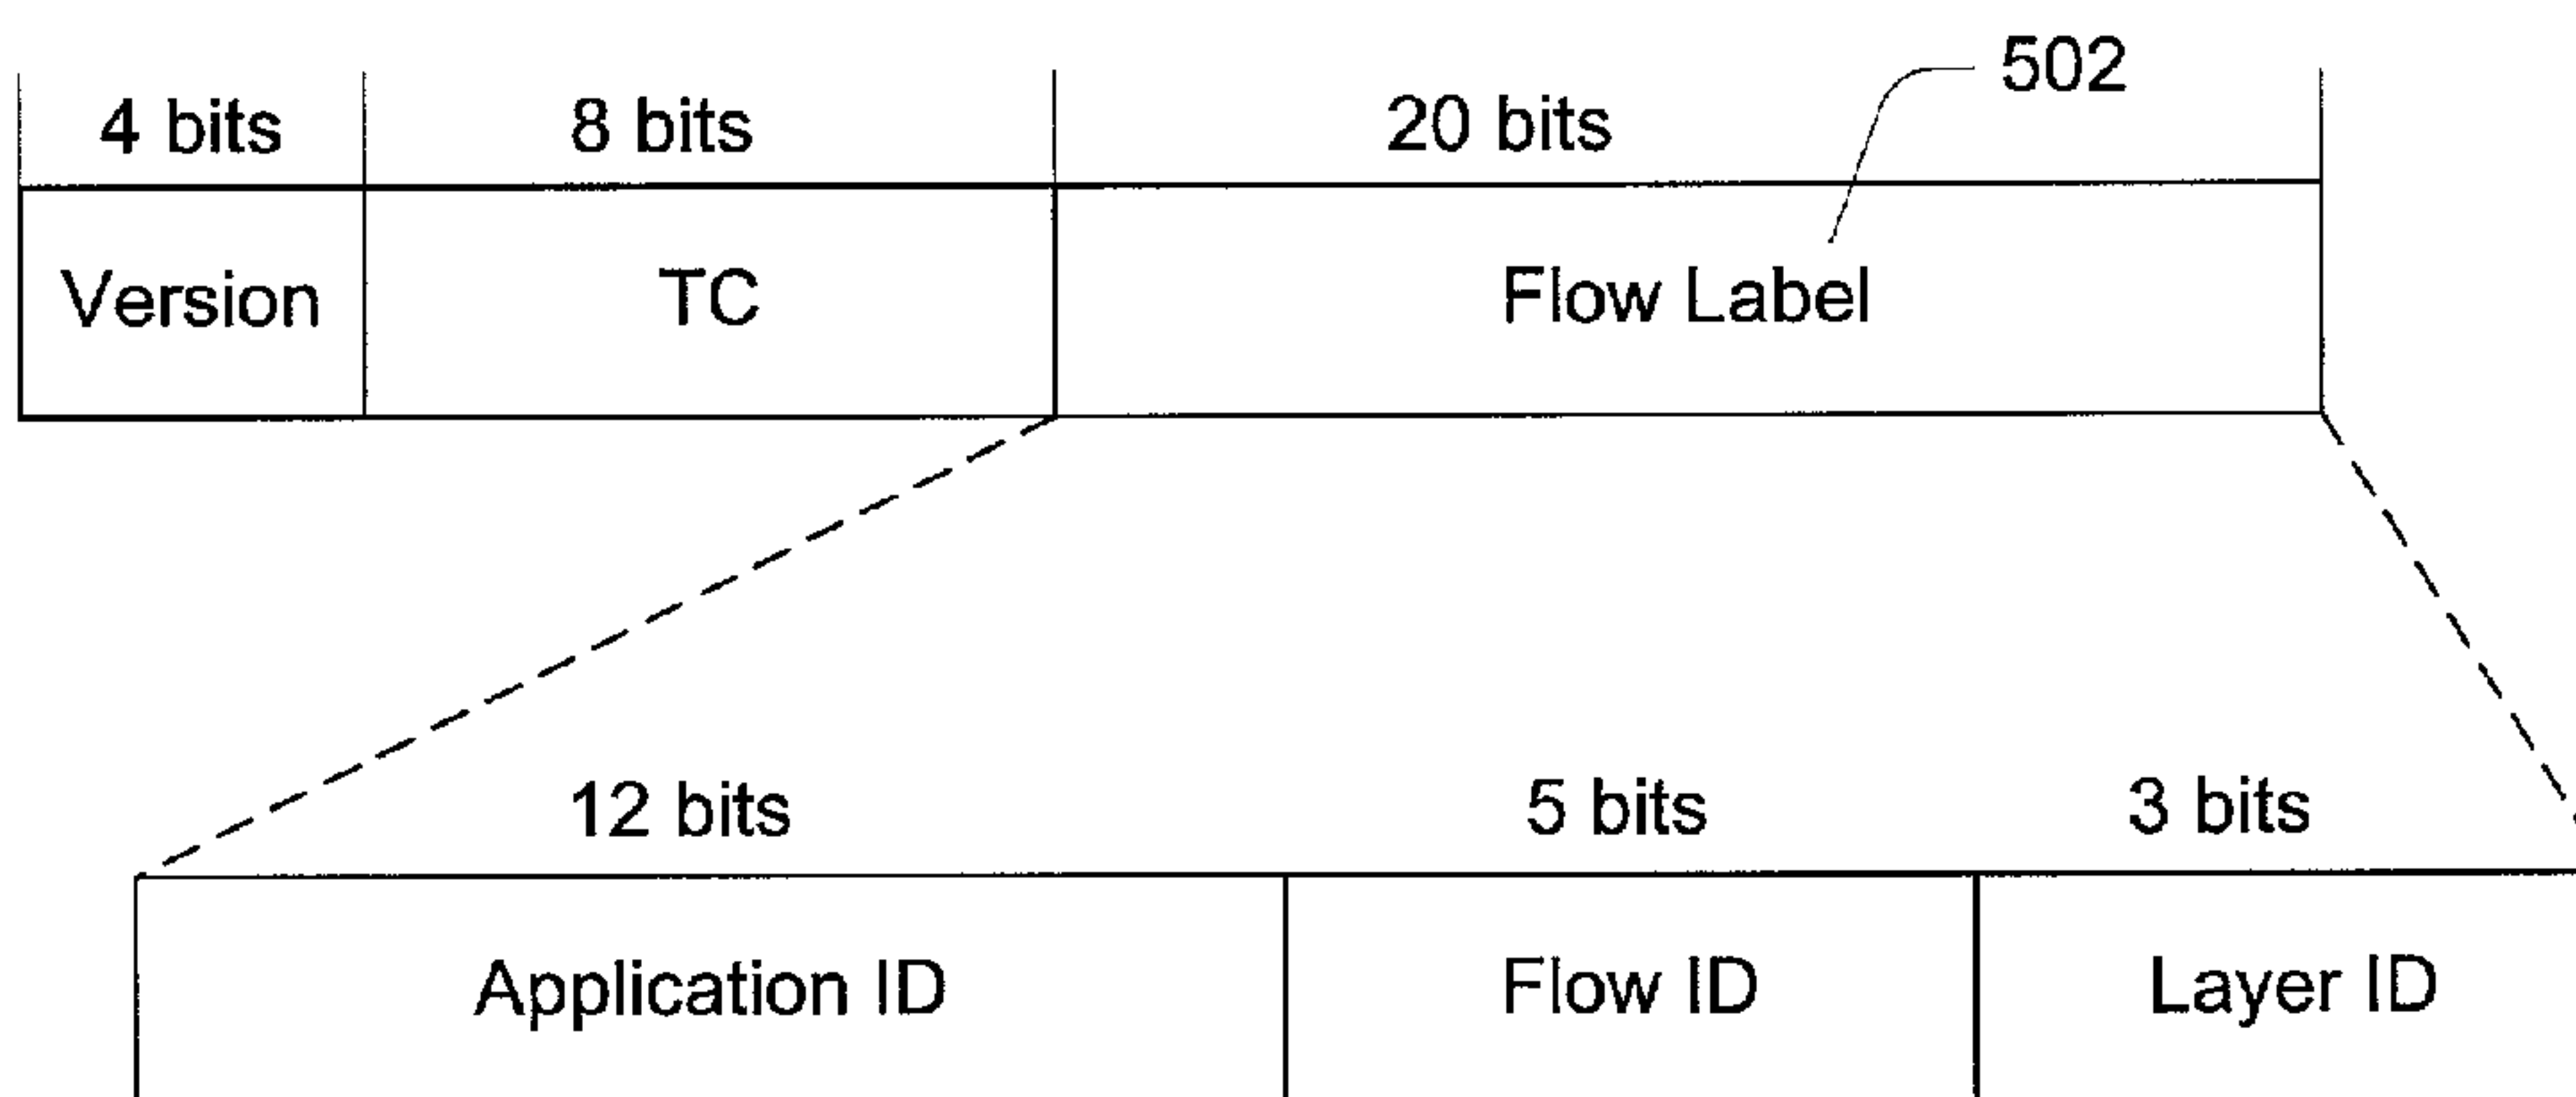 502
4 bits 8 bits 20 bits
Version TC Flow Label
12 bits 5 bits 3 bits
Application ID Flow ID Layer ID